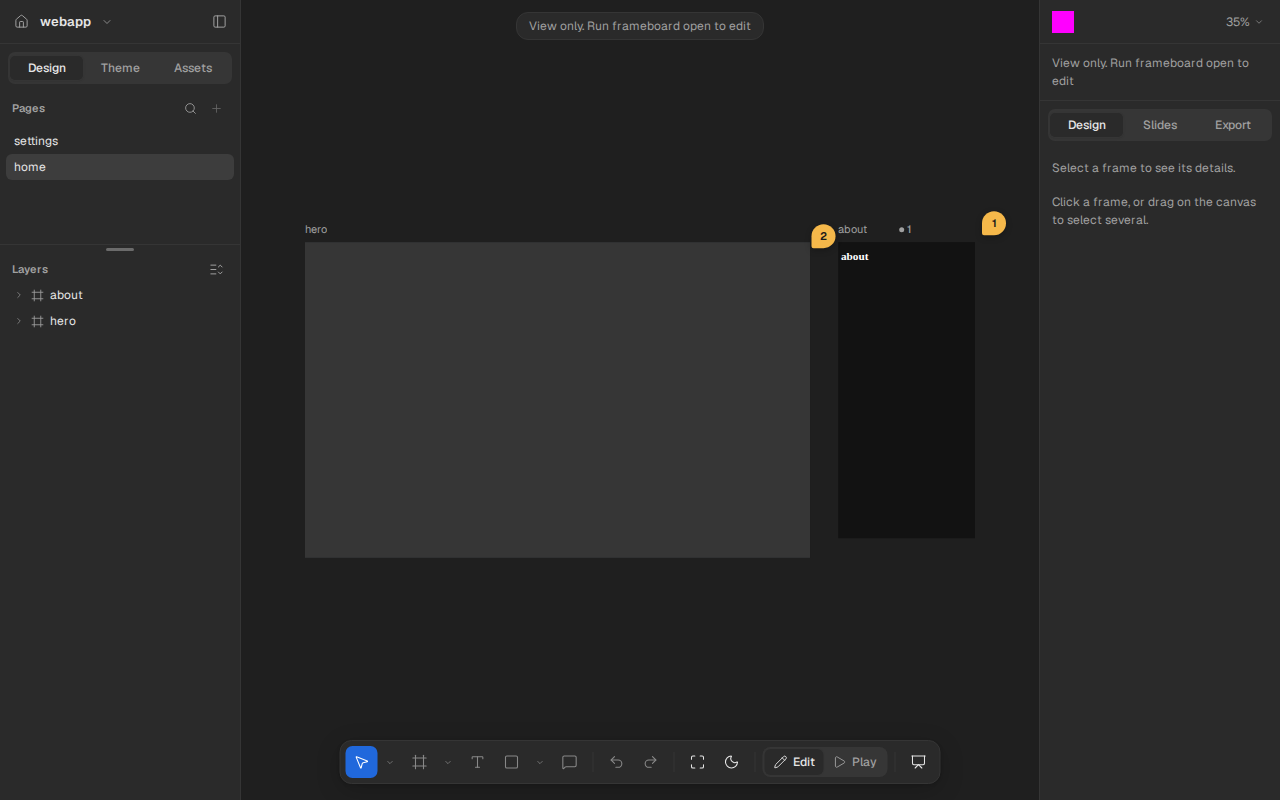 webapp
Design Theme Assets
Pages
settings
home
Layers
about
hero
View only. Run frameboard open to edit
hero
2
about 1
1
about
Edit Play
35%
View only. Run frameboard open to
edit
Design Slides Export
Select a frame to see its details.
Click a frame, or drag on the canvas
to select several.